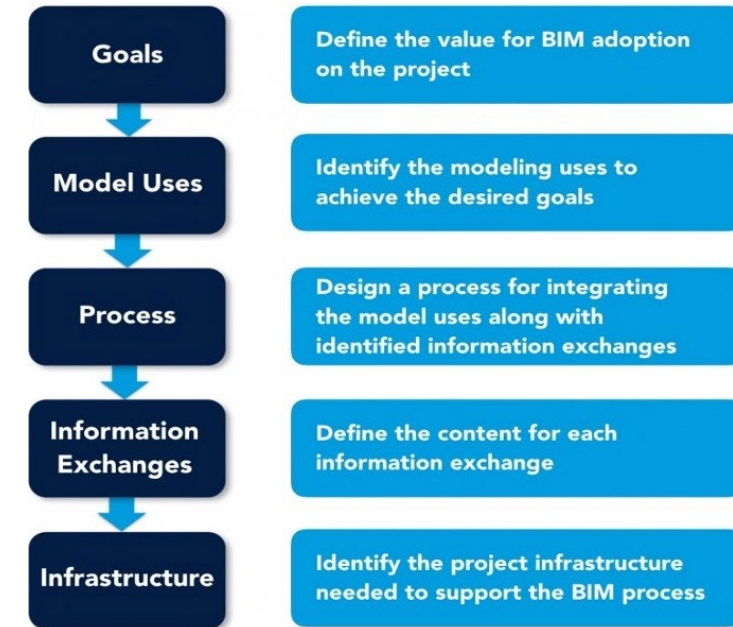 Goals
Define the value for BIM adoption
on the project
Model Uses
Identify the modeling uses to
achieve the desired goals
Process
Design a process for integrating
the model uses along with
identified information exchanges
Information
Exchanges
Define the content for each
information exchange
Infrastructure
Identify the project infrastructure
needed to support the BIM process